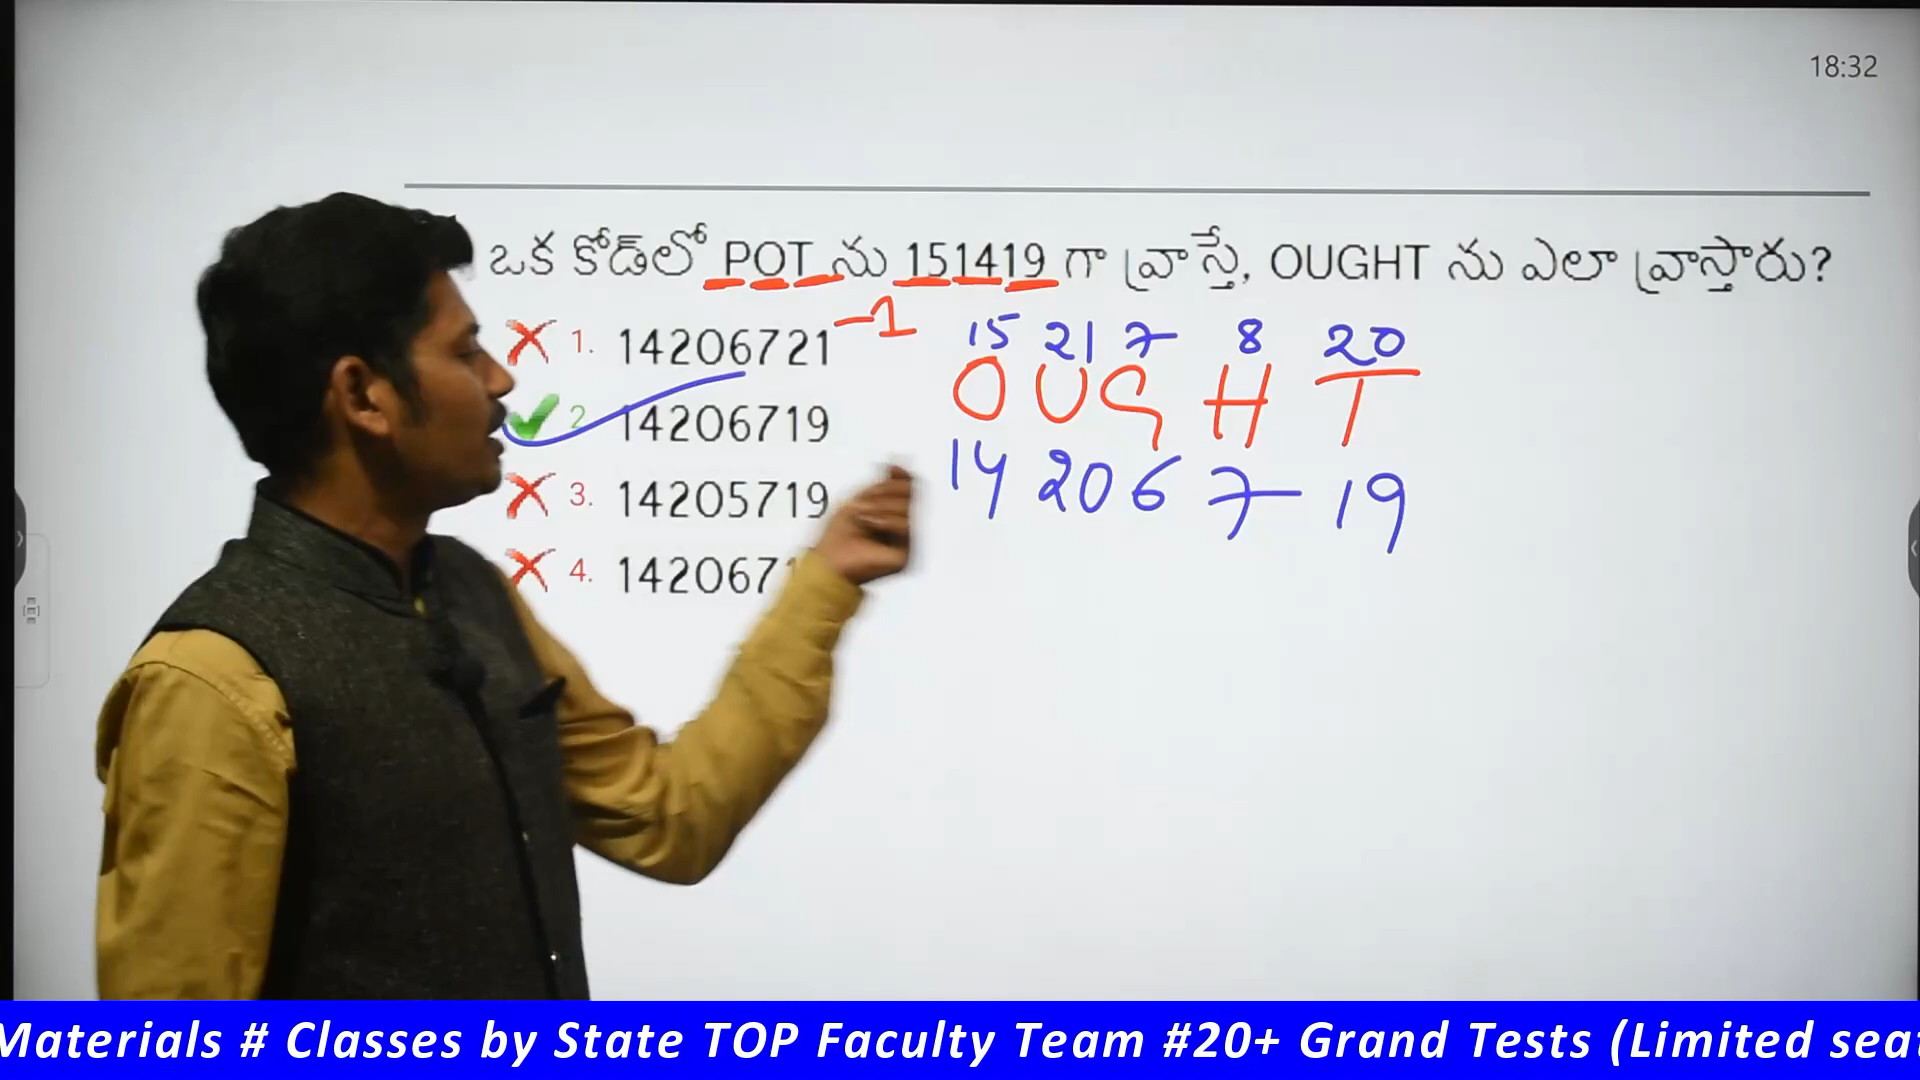 18:32
ఒక కోడ్‌లో POT ను 151419 గా వ్రాస్తే, OUGHT ను ఎలా వ్రాస్తారు?
1. 14206721
-1
2 14206719
3. 14205719
4. 142067
15 21 7 8 20
O U G H T
14 20 6 7 19
Materials # Classes by State TOP Faculty Team #20+ Grand Tests (Limited sea